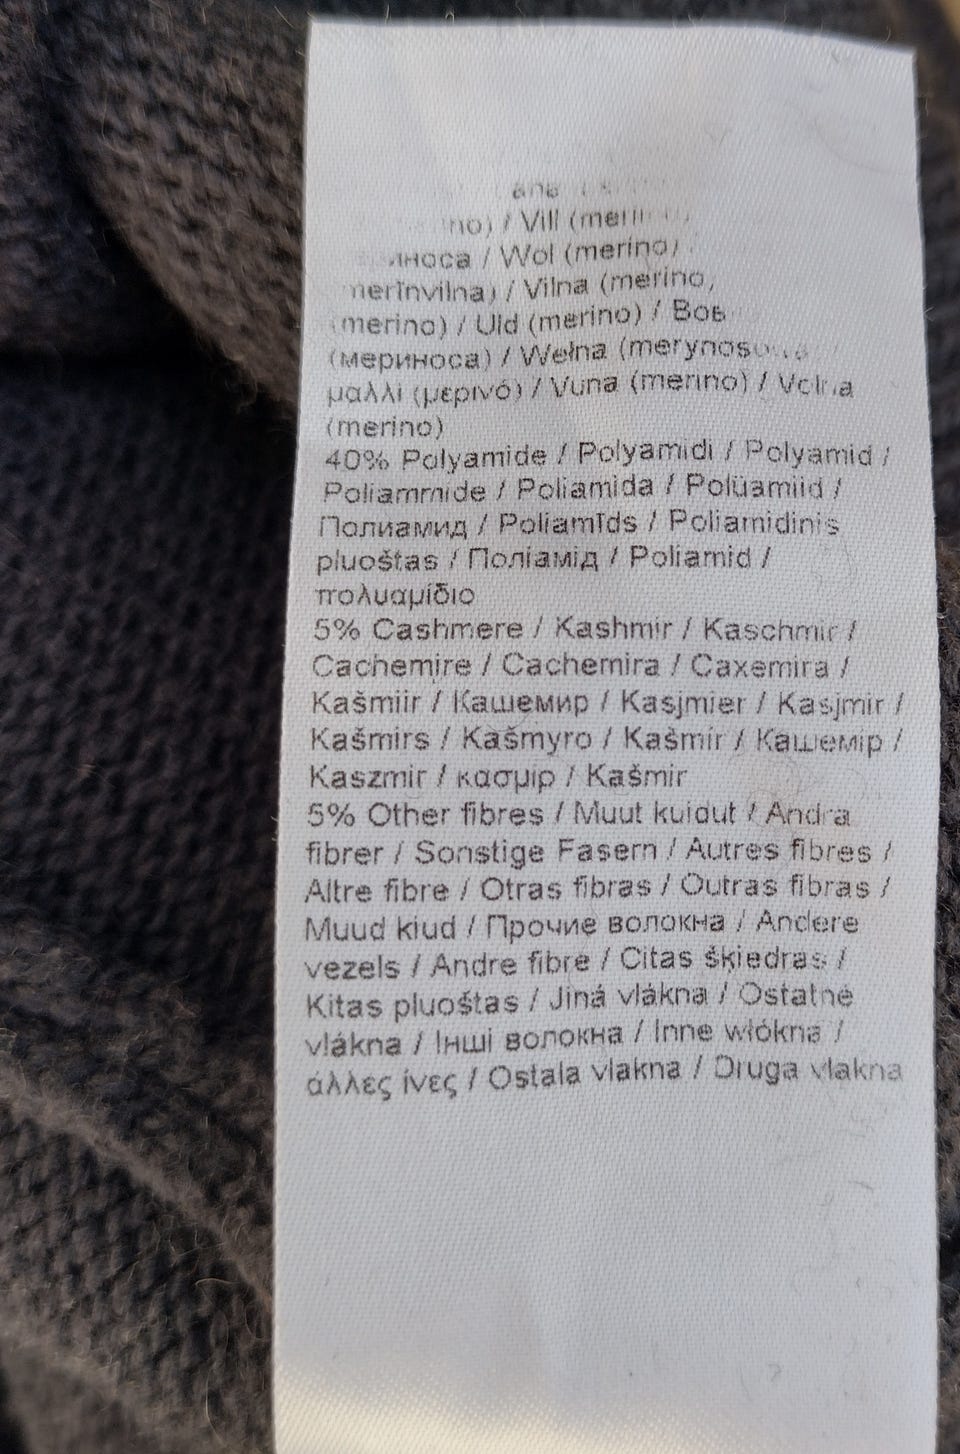 / Vill
/ Wol (merino)
/ Vilna (merino,
(merino) / Uld (merino) /
(мериноса) / Wełna
μαλλί (μερινό) / Vuna (merino) / Volna
(merino)
40% Polyamide / Polyamidi / Polyamid /
Poliammide / Poliamida / Polüamiid /
Полиамид / Poliamīds / Poliamidinis
pluoštas / Поліамід / Poliamid /
πολυαμίδιο
5% Cashmere / Kashmir / Kaschmir /
Cachemire / Cachemira / Caxemira /
Kašmiir / Кашемир / Kasjmier / Kasjmir /
Kašmirs / Kašmyro / Kašmír / Кашемір /
Kaszmir / κασμίρ / Kašmir
5% Other fibres / Muut kuidut / Andra
fibrer / Sonstige Fasern / Autres fibres /
Altre fibre / Otras fibras / Outras fibras /
Muud kiud / Прочие волокна / Andere
vezels / Andre fibre / Citas šķiedras /
Kitas pluoštas / Jiná vlákna / Ostatné
vlákna / Інші волокна / Inne włókna /
άλλες ίνες / Ostala vlakna / Druga vlakna